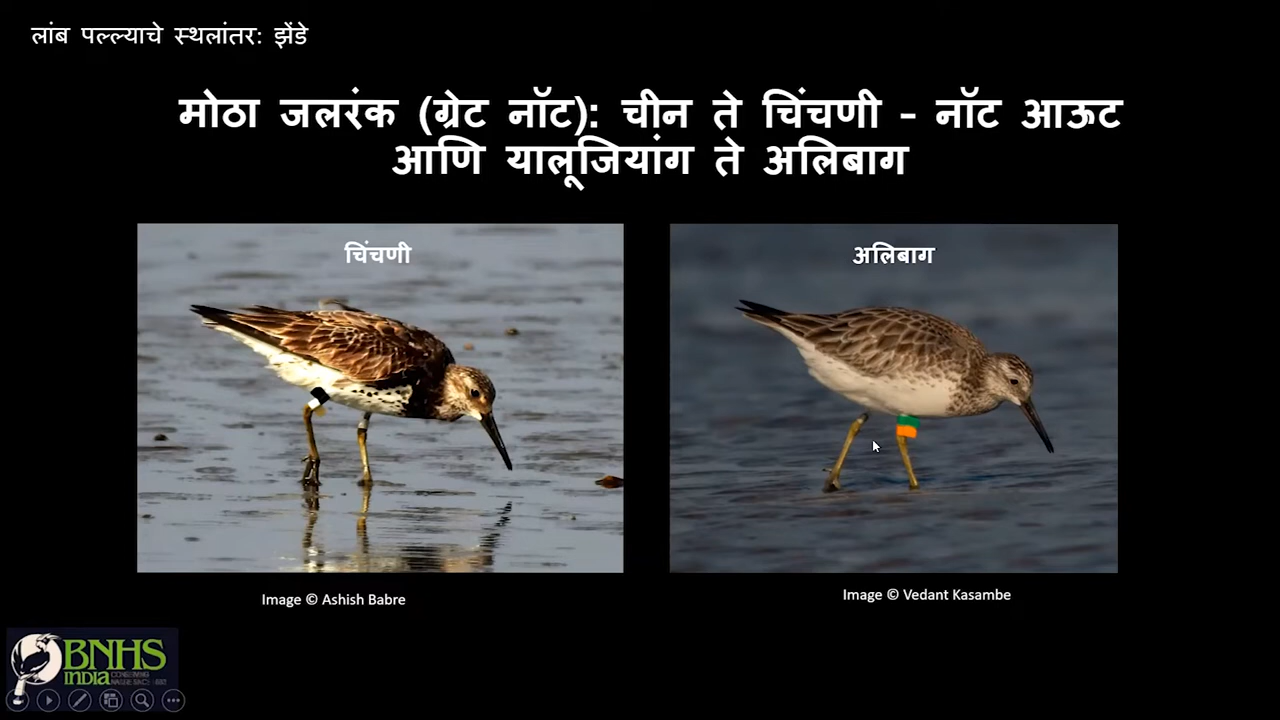 लांब पल्ल्याचे स्थलांतर: झेंडे
मोठा जलरंक (ग्रेट नॉट): चीन ते चिंचणी - नॉट आऊट
आणि यालूजियांग ते अलिबाग
चिंचणी
अलिबाग
Image © Ashish Babre
Image © Vedant Kasambe
BNHS
INDIA